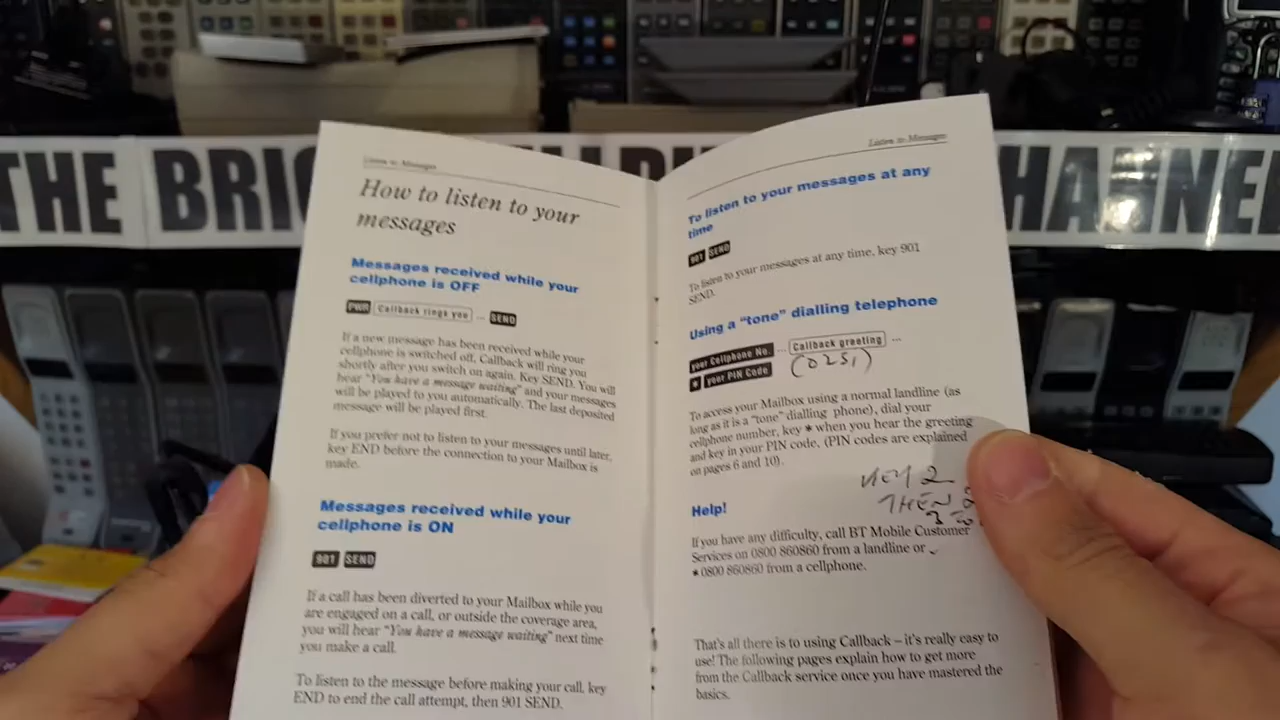 THE BRIC
HANNE
Listen to Messages
How to listen to your
messages
Messages received while your
cellphone is OFF
PWR Callback rings you ... SEND
If a new message has been received while your
cellphone is switched off, Callback will ring you
shortly after you switch on again. Key SEND. You will
hear "You have a message waiting" and your messages
will be played to you automatically. The last deposited
message will be played first.
If you prefer not to listen to your messages until later,
key END before the connection to your Mailbox is
made.
Messages received while your
cellphone is ON
901 SEND
If a call has been diverted to your Mailbox while you
are engaged on a call, or outside the coverage area,
you will hear "You have a message waiting" next time
you make a call.
To listen to the message before making your call, key
END to end the call attempt, then 901 SEND.
Listen to Messages
To listen to your messages at any
time
901 SEND
To listen to your messages at any time, key 901
SEND.
Using a "tone" dialling telephone
your Cellphone No. ... Callback greeting ...
* your PIN Code (0251)
To access your Mailbox using a normal landline (as
long as it is a "tone" dialling phone), dial your
cellphone number, key * when you hear the greeting
and key in your PIN code. (PIN codes are explained
on pages 6 and 10).
KEY 2
THEN
3
Help!
If you have any difficulty, call BT Mobile Customer
Services on 0800 860860 from a landline or
*0800 860860 from a cellphone.
That's all there is to using Callback – it's really easy to
use! The following pages explain how to get more
from the Callback service once you have mastered the
basics.